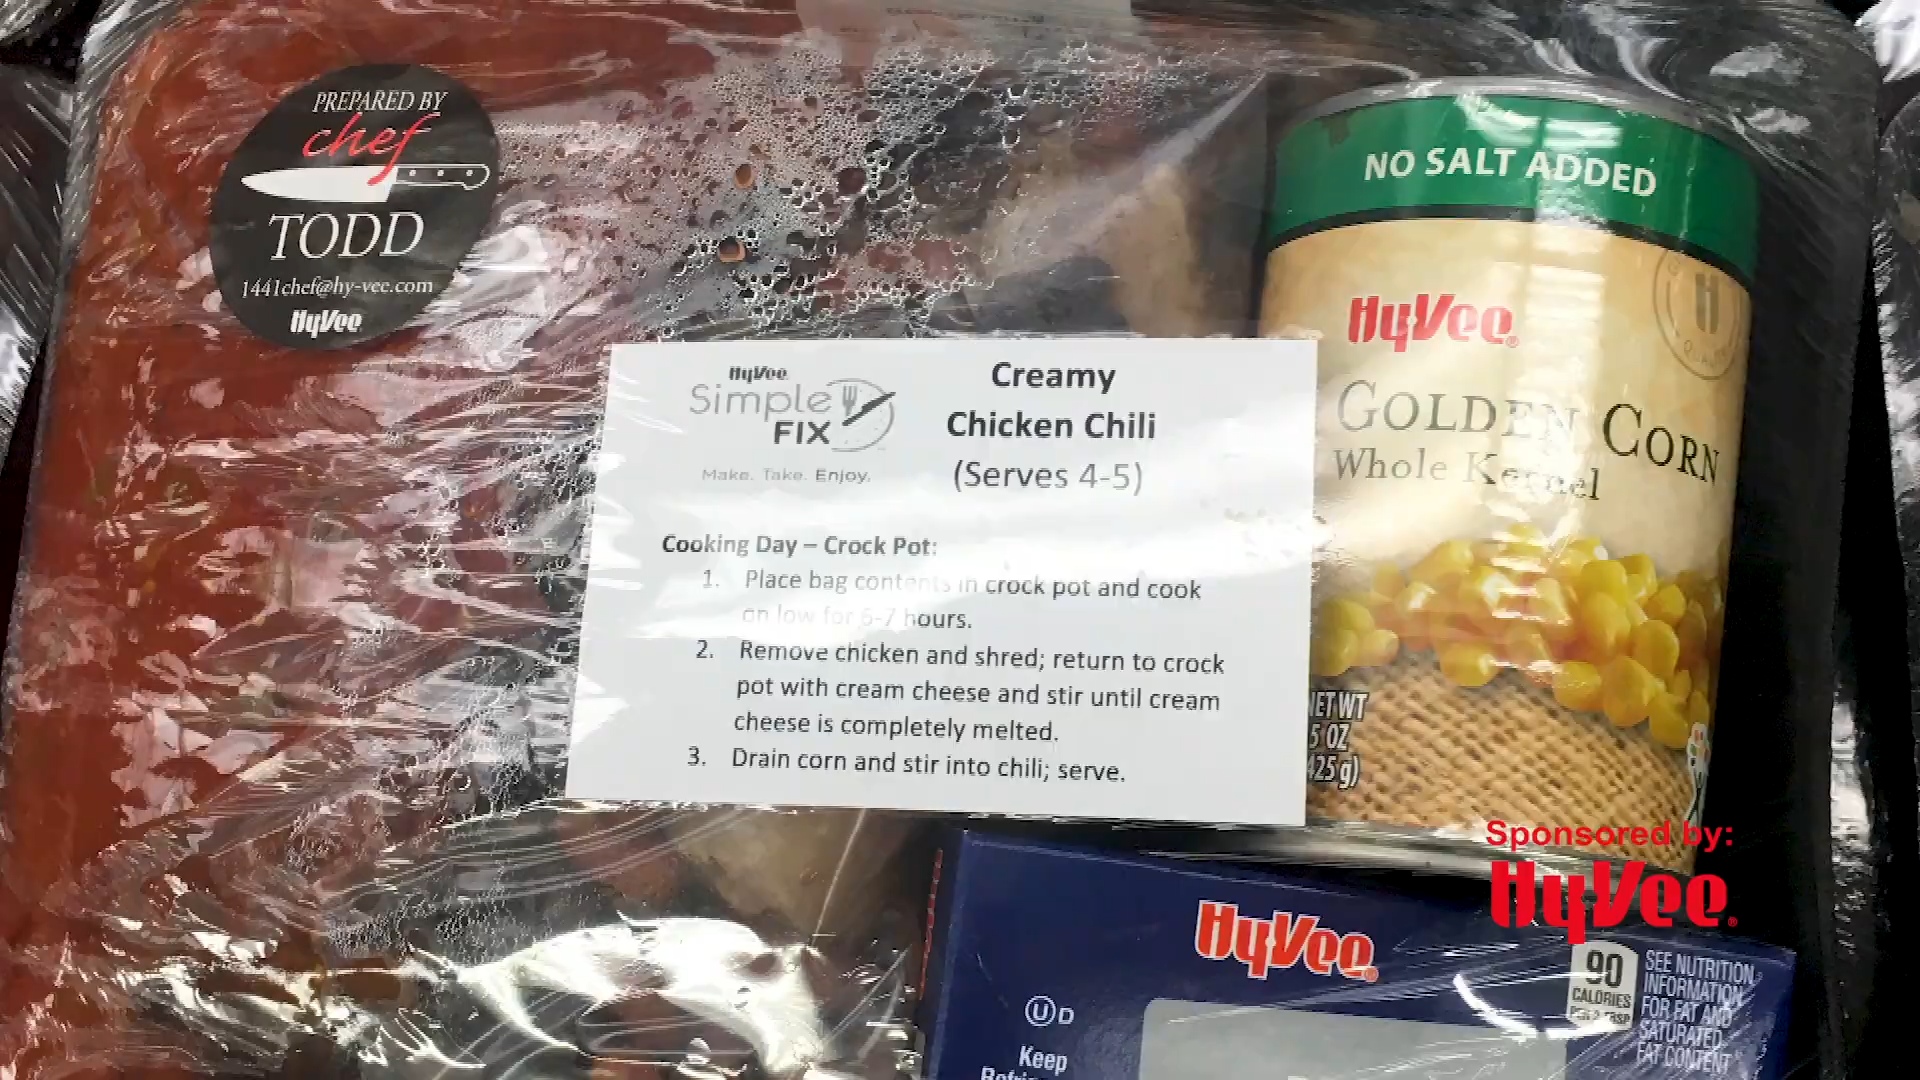 PREPARED BY
chef
TODD
1441chef@hy-vee.com
HyVee
NO SALT ADDED
HyVee
GOLDEN CORN
Whole Kernel
NET WT
5 OZ
425 g)
HyVee
Simple
FIX
Make. Take. Enjoy.
Creamy
Chicken Chili
(Serves 4-5)
Cooking Day – Crock Pot:
1. Place bag contents in crock pot and cook
on low for 6-7 hours.
2. Remove chicken and shred; return to crock
pot with cream cheese and stir until cream
cheese is completely melted.
3. Drain corn and stir into chili; serve.
Sponsored by:
HyVee
HyVee
U D
Keep
90
CALORIES
PER 2 TBSP
SEE NUTRITION
INFORMATION
FOR FAT AND
SATURATED
FAT CONTENT